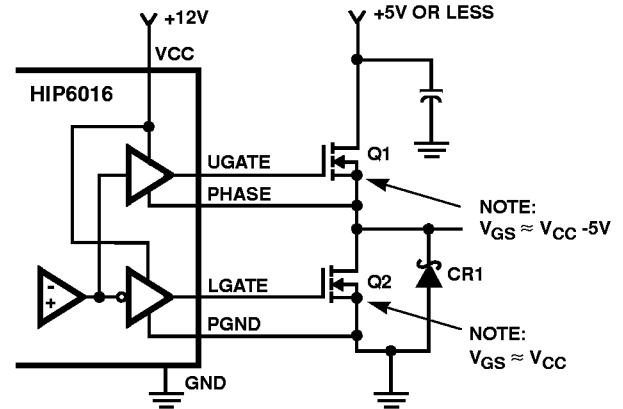 +12V
+5V OR LESS
VCC
HIP6016
UGATE
Q1
PHASE
NOTE:
VGS ≈ VCC -5V
-
+
LGATE
Q2
CR1
PGND
NOTE:
VGS ≈ VCC
GND